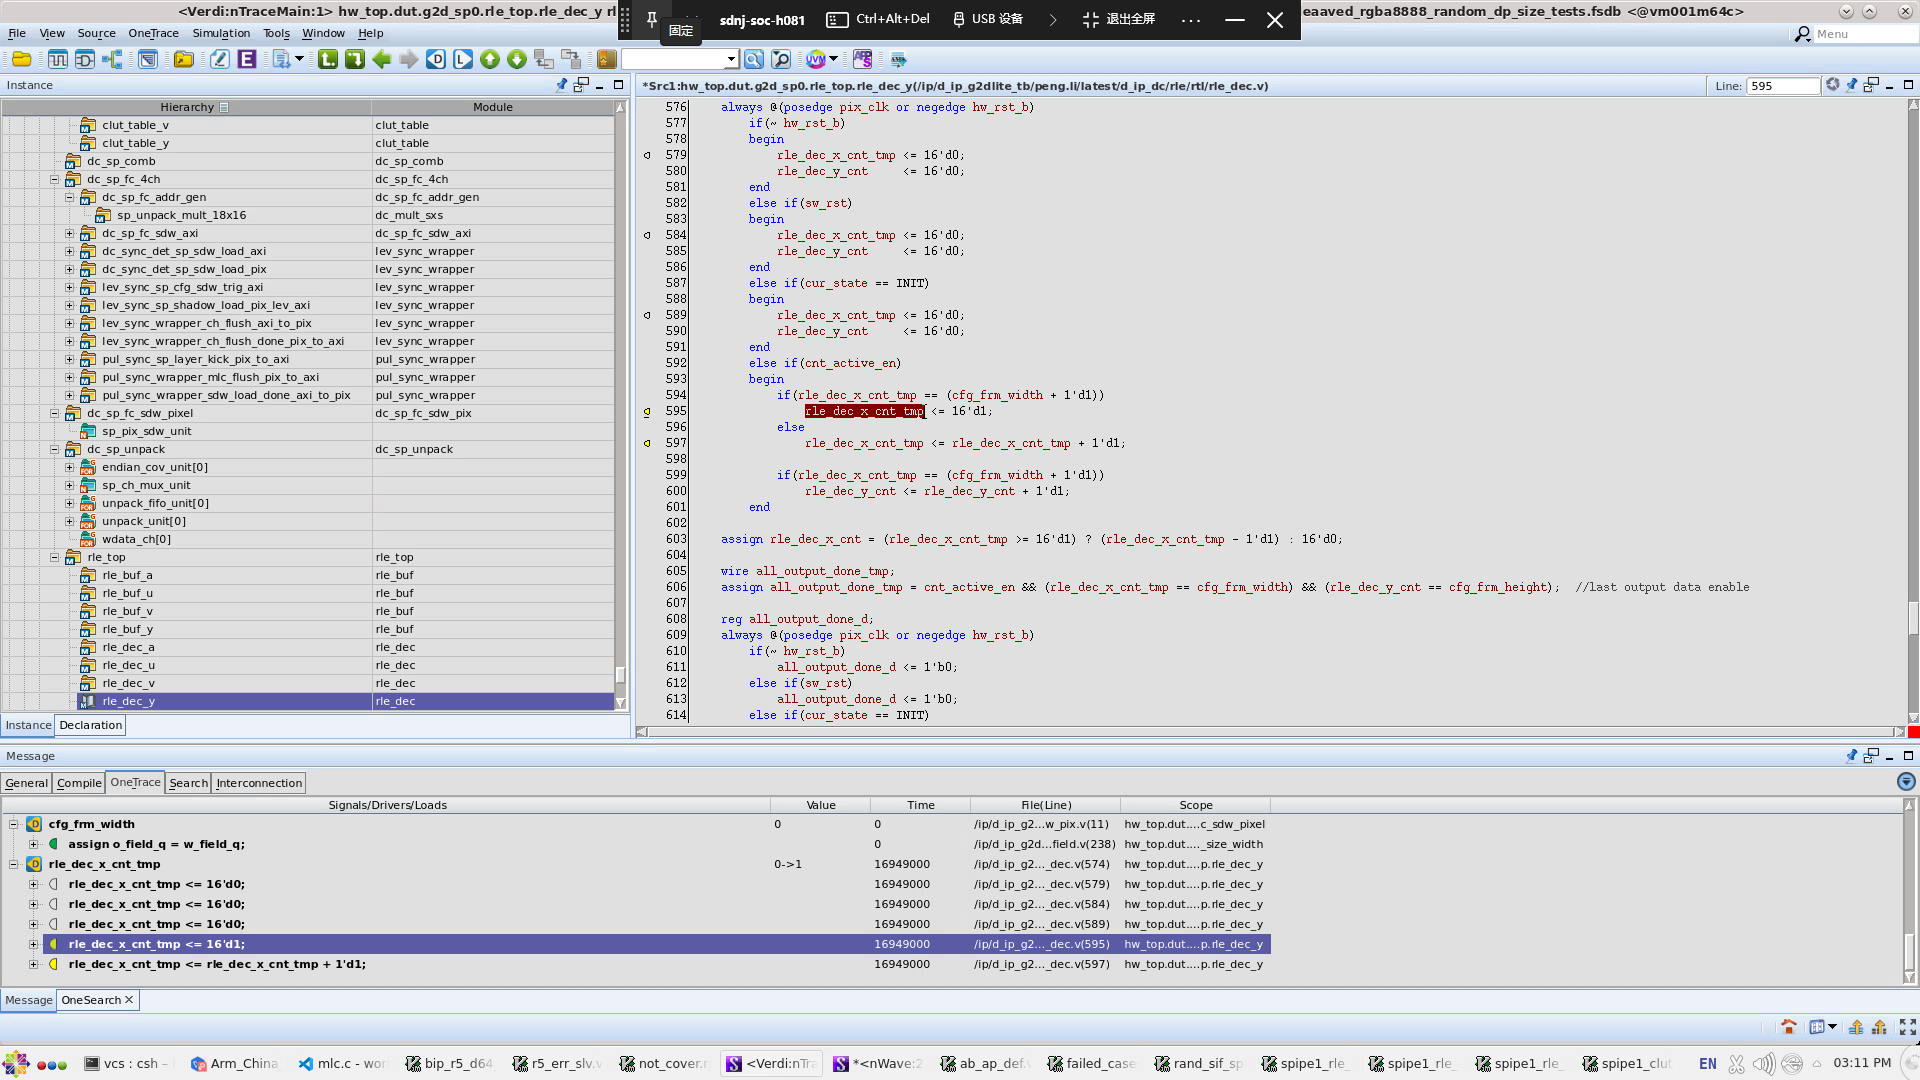 <Verdi:nTraceMain:1> hw_top.dut.g2d_sp0.rle_top.rle_dec_y rl
sdnj-soc-h081
Ctrl+Alt+Del
USB 设备
退出全屏
eaaved_rgba8888_random_dp_size_tests.fsdb <@vm001m64c>
固定
File View Source OneTrace Simulation Tools Window Help
Menu
Instance
*Src1:hw_top.dut.g2d_sp0.rle_top.rle_dec_y(/ip/d_ip_g2dlite_tb/peng.li/latest/d_ip_dc/rle/rtl/rle_dec.v)
Line: 595
Hierarchy Module
clut_table_v clut_table
clut_table_y clut_table
dc_sp_comb dc_sp_comb
dc_sp_fc_4ch dc_sp_fc_4ch
dc_sp_fc_addr_gen dc_sp_fc_addr_gen
sp_unpack_mult_18x16 dc_mult_sxs
dc_sp_fc_sdw_axi dc_sp_fc_sdw_axi
dc_sync_det_sp_sdw_load_axi lev_sync_wrapper
dc_sync_det_sp_sdw_load_pix lev_sync_wrapper
lev_sync_sp_cfg_sdw_trig_axi lev_sync_wrapper
lev_sync_sp_shadow_load_pix_lev_axi lev_sync_wrapper
lev_sync_wrapper_ch_flush_axi_to_pix lev_sync_wrapper
lev_sync_wrapper_ch_flush_done_pix_to_axi lev_sync_wrapper
pul_sync_sp_layer_kick_pix_to_axi pul_sync_wrapper
pul_sync_wrapper_mlc_flush_pix_to_axi pul_sync_wrapper
pul_sync_wrapper_sdw_load_done_axi_to_pix pul_sync_wrapper
dc_sp_fc_sdw_pixel dc_sp_fc_sdw_pix
sp_pix_sdw_unit
dc_sp_unpack dc_sp_unpack
endian_cov_unit[0]
sp_ch_mux_unit
unpack_fifo_unit[0]
unpack_unit[0]
wdata_ch[0]
rle_top rle_top
rle_buf_a rle_buf
rle_buf_u rle_buf
rle_buf_v rle_buf
rle_buf_y rle_buf
rle_dec_a rle_dec
rle_dec_u rle_dec
rle_dec_v rle_dec
rle_dec_y rle_dec
Instance Declaration
576 always @(posedge pix_clk or negedge hw_rst_b)
577 if(~ hw_rst_b)
578 begin
579 rle_dec_x_cnt_tmp <= 16'd0;
580 rle_dec_y_cnt <= 16'd0;
581 end
582 else if(sw_rst)
583 begin
584 rle_dec_x_cnt_tmp <= 16'd0;
585 rle_dec_y_cnt <= 16'd0;
586 end
587 else if(cur_state == INIT)
588 begin
589 rle_dec_x_cnt_tmp <= 16'd0;
590 rle_dec_y_cnt <= 16'd0;
591 end
592 else if(cnt_active_en)
593 begin
594 if(rle_dec_x_cnt_tmp == (cfg_frm_width + 1'd1))
595 rle_dec_x_cnt_tmp <= 16'd1;
596 else
597 rle_dec_x_cnt_tmp <= rle_dec_x_cnt_tmp + 1'd1;
598
599 if(rle_dec_x_cnt_tmp == (cfg_frm_width + 1'd1))
600 rle_dec_y_cnt <= rle_dec_y_cnt + 1'd1;
601 end
602
603 assign rle_dec_x_cnt = (rle_dec_x_cnt_tmp >= 16'd1) ? (rle_dec_x_cnt_tmp - 1'd1) : 16'd0;
604
605 wire all_output_done_tmp;
606 assign all_output_done_tmp = cnt_active_en && (rle_dec_x_cnt_tmp == cfg_frm_width) && (rle_dec_y_cnt == cfg_frm_height); //last output data enable
607
608 reg all_output_done_d;
609 always @(posedge pix_clk or negedge hw_rst_b)
610 if(~ hw_rst_b)
611 all_output_done_d <= 1'b0;
612 else if(sw_rst)
613 all_output_done_d <= 1'b0;
614 else if(cur_state == INIT)
Message
General Compile OneTrace Search Interconnection
Signals/Drivers/Loads Value Time File(Line) Scope
cfg_frm_width 0 0 /ip/d_ip_g2...w_pix.v(11) hw_top.dut....c_sdw_pixel
assign o_field_q = w_field_q; 0 /ip/d_ip_g2d...field.v(238) hw_top.dut...._size_width
rle_dec_x_cnt_tmp 0->1 16949000 /ip/d_ip_g2..._dec.v(574) hw_top.dut....p.rle_dec_y
rle_dec_x_cnt_tmp <= 16'd0; 16949000 /ip/d_ip_g2..._dec.v(579) hw_top.dut....p.rle_dec_y
rle_dec_x_cnt_tmp <= 16'd0; 16949000 /ip/d_ip_g2..._dec.v(584) hw_top.dut....p.rle_dec_y
rle_dec_x_cnt_tmp <= 16'd0; 16949000 /ip/d_ip_g2..._dec.v(589) hw_top.dut....p.rle_dec_y
rle_dec_x_cnt_tmp <= 16'd1; 16949000 /ip/d_ip_g2..._dec.v(595) hw_top.dut....p.rle_dec_y
rle_dec_x_cnt_tmp <= rle_dec_x_cnt_tmp + 1'd1; 16949000 /ip/d_ip_g2..._dec.v(597) hw_top.dut....p.rle_dec_y
Message OneSearch
vcs : csh –
Arm_China
mlc.c - wor
bip_r5_d64
r5_err_slv.v
not_cover.r
<Verdi:nTra
*<nWave:2
ab_ap_def.
failed_case
rand_sif_sp
spipe1_rle_
spipe1_rle_
spipe1_rle_
spipe1_clut
EN
03:11 PM